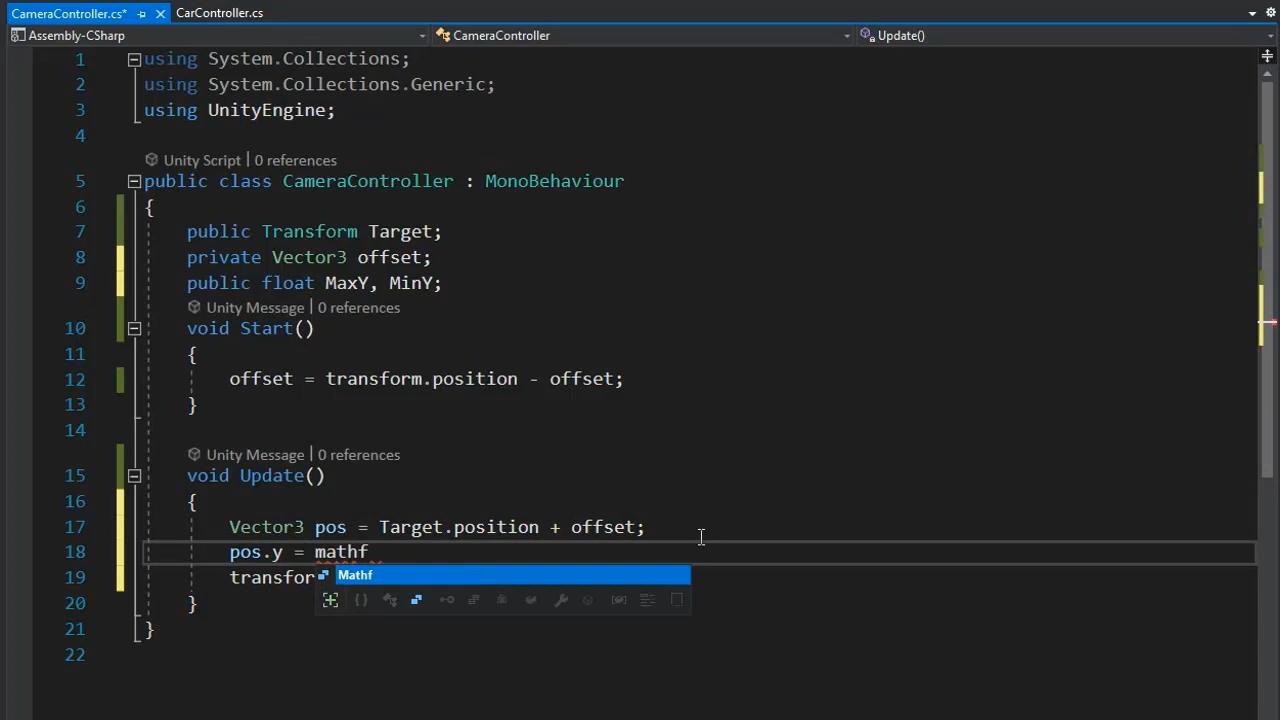 CameraController.cs*
CarController.cs
Assembly-CSharp
CameraController
Update()
1 using System.Collections;
2 using System.Collections.Generic;
3 using UnityEngine;
4
Unity Script | 0 references
5 public class CameraController : MonoBehaviour
6 {
7 public Transform Target;
8 private Vector3 offset;
9 public float MaxY, MinY;
Unity Message | 0 references
10 void Start()
11 {
12 offset = transform.position - offset;
13 }
14
Unity Message | 0 references
15 void Update()
16 {
17 Vector3 pos = Target.position + offset;
18 pos.y = mathf
Mathf
19 transfor
20 }
21 }
22